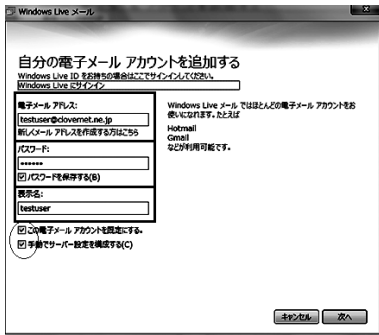 Windows Live メール
自分の電子メール アカウントを追加する
Windows Live ID をお持ちの場合はここでサインインしてください。
Windows Live にサインイン
電子メール アドレス:
testuser@clovernet.ne.jp
新しくメール アドレスを作成する方はこちら
パスワード:
••••••
パスワードを保存する(B)
表示名:
testuser
この電子メール アカウントを既定にする。
手動でサーバー設定を構成する(C)
Windows Live メール ではほとんどの電子メール アカウントをお
使いになれます。たとえば
Hotmail
Gmail
などが利用可能です。
キャンセル
次へ